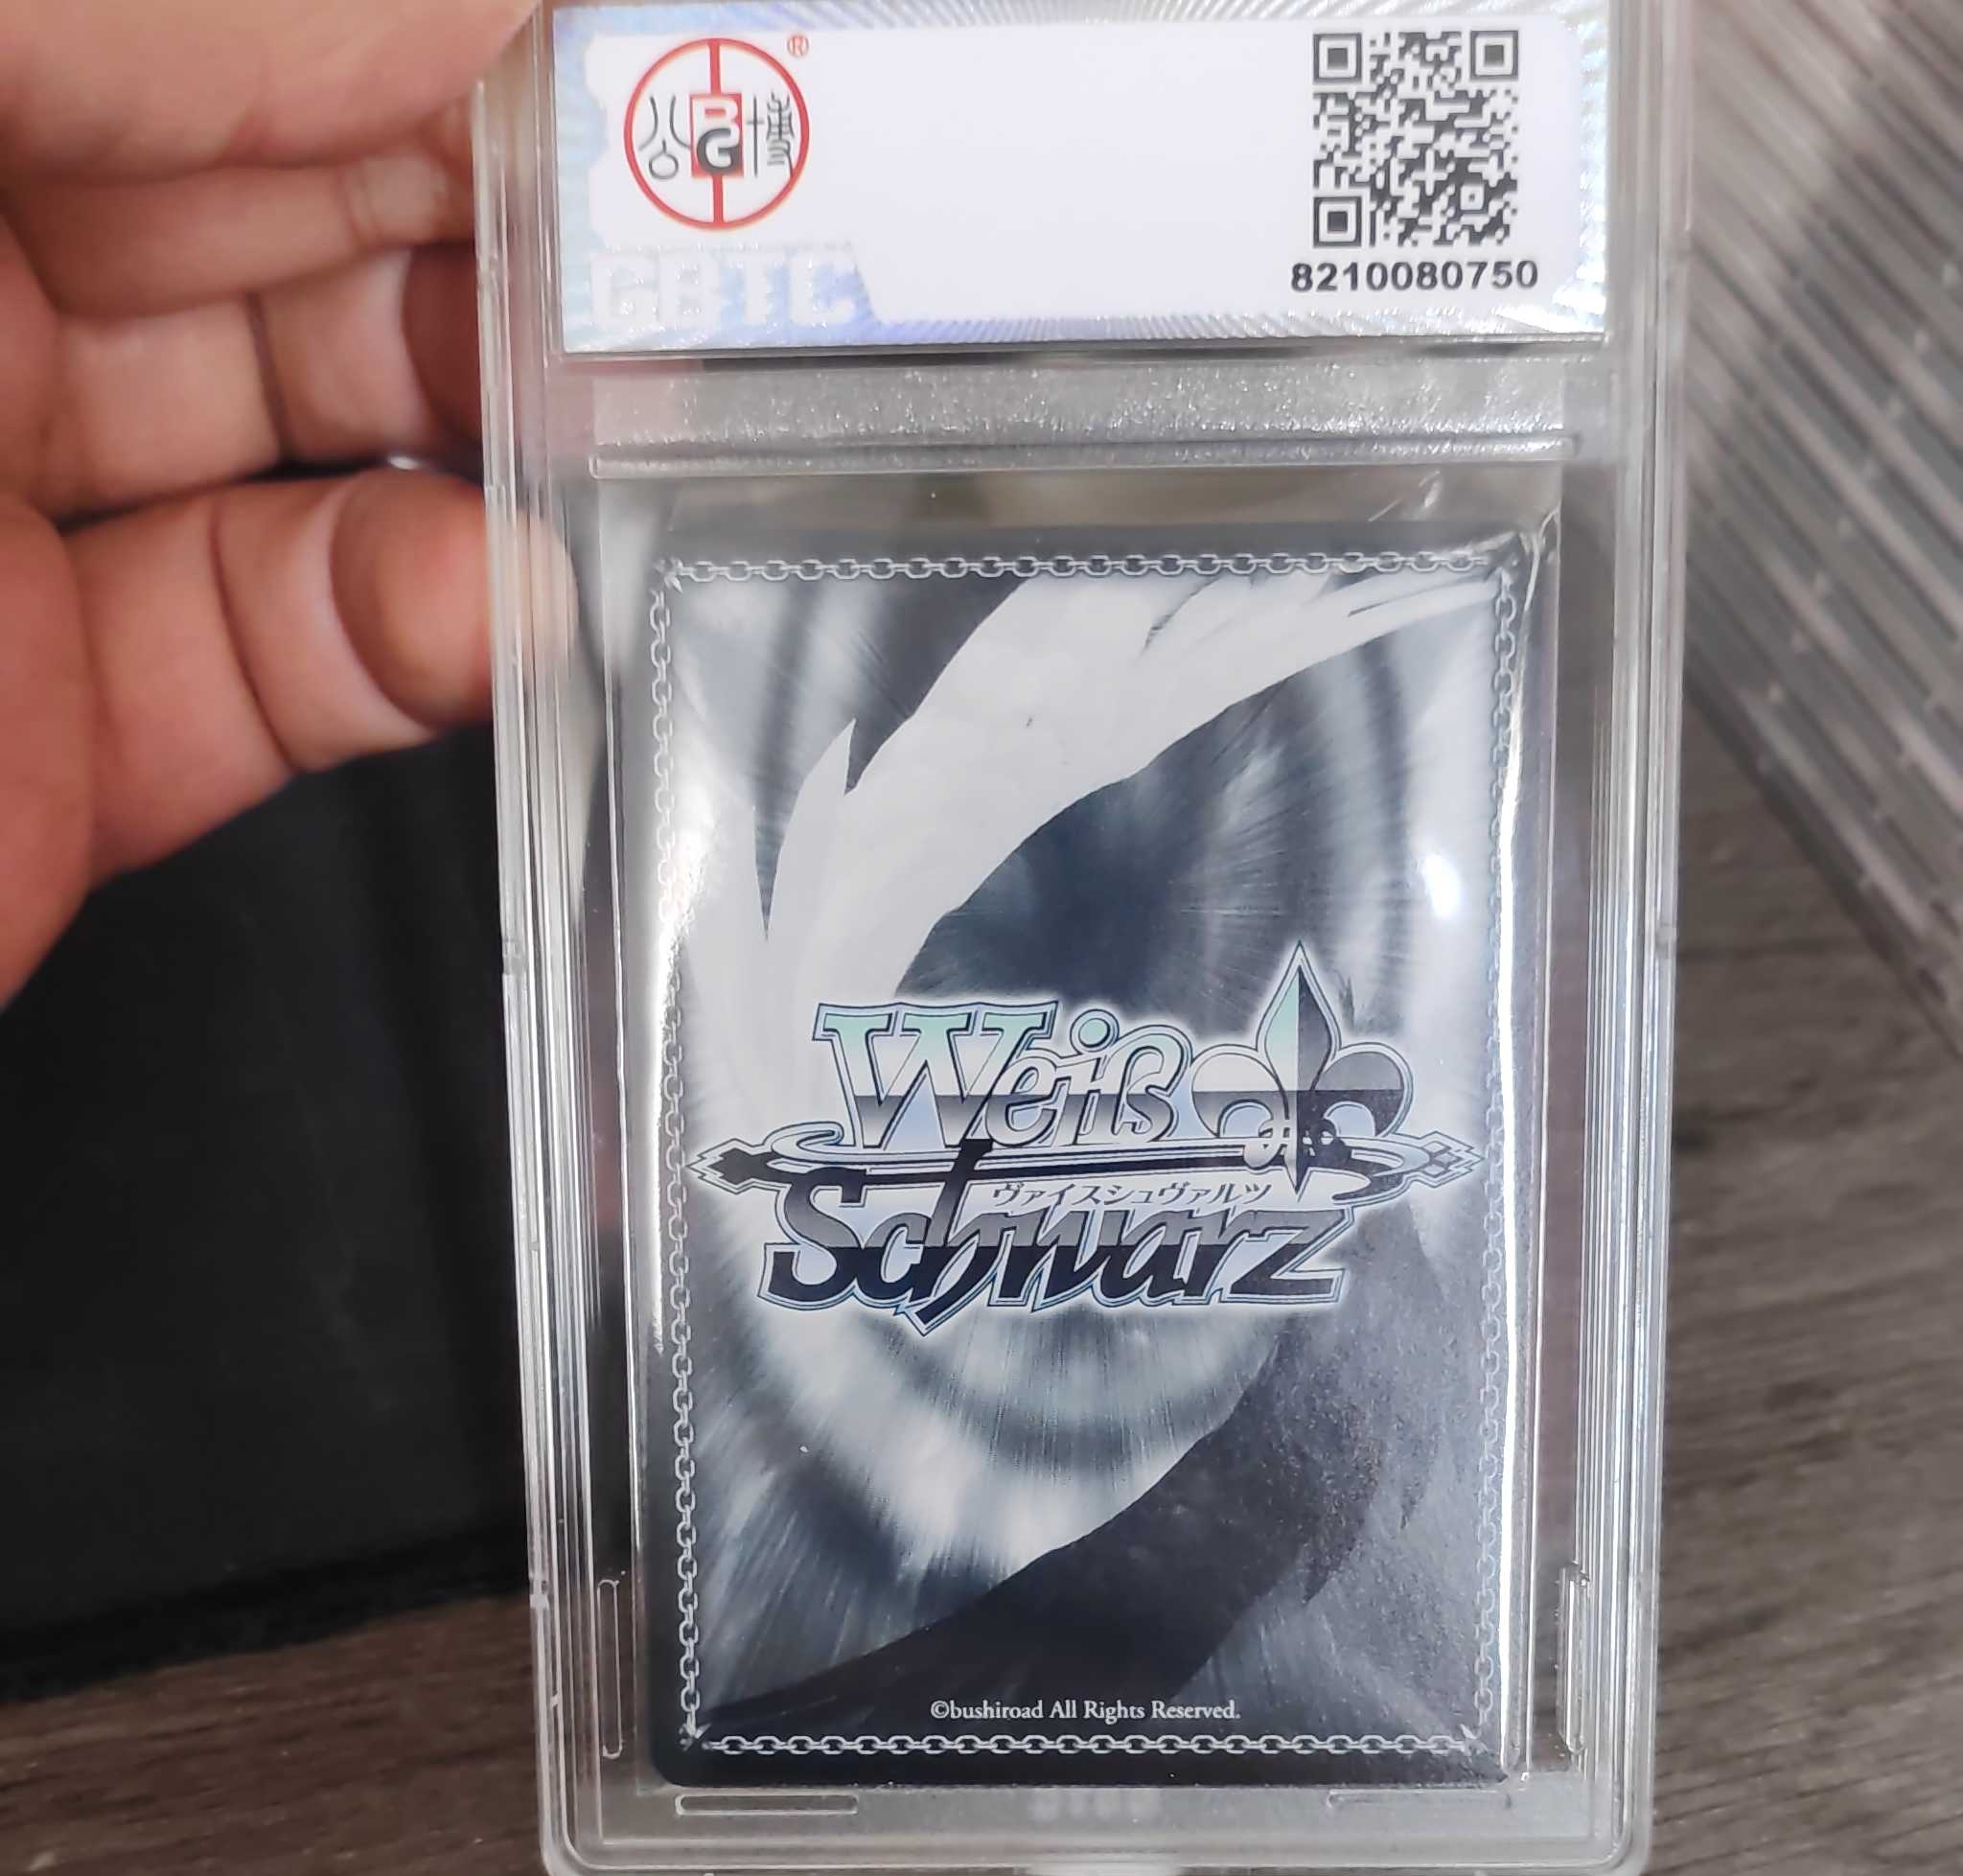 公 BG 博 ®
GBTC
8210080750
Weiß
ヴァイスシュヴァルツ
Schwarz
©bushiroad All Rights Reserved.